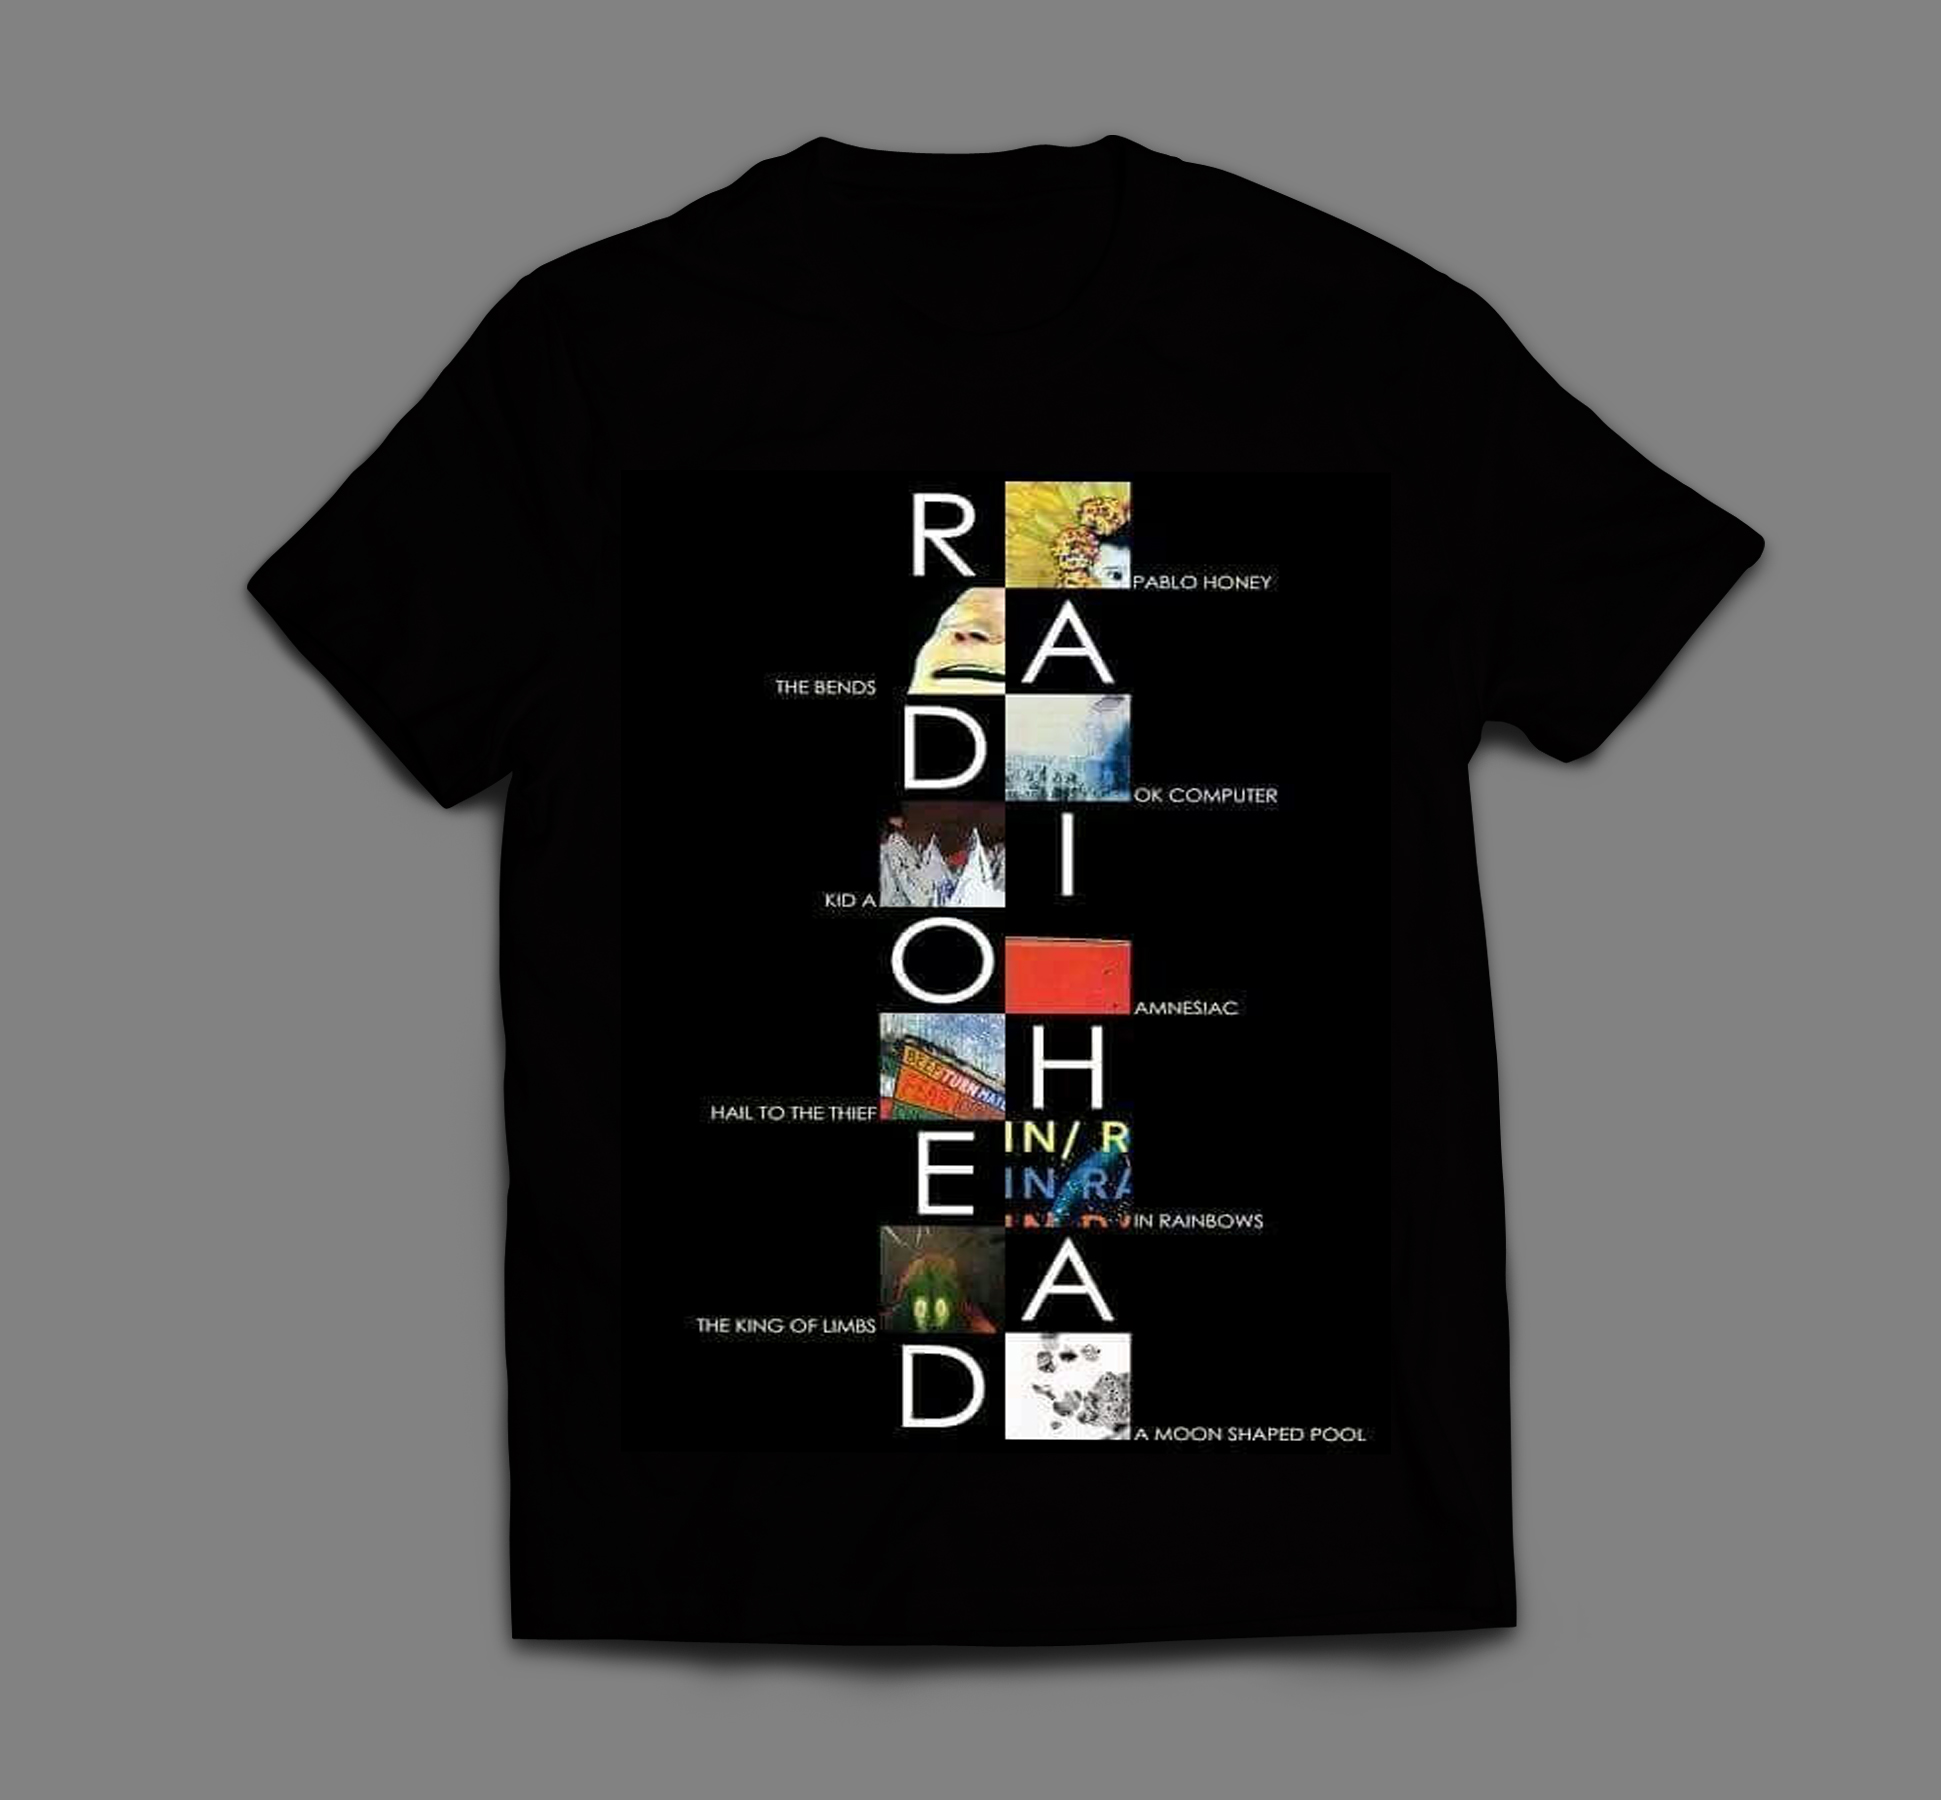 R
PABLO HONEY
A
THE BENDS
D
OK COMPUTER
I
KID A
O
AMNESIAC
H
HAIL TO THE THIEF
E
IN/ R
IN RA
IN RAINBOWS
A
THE KING OF LIMBS
D
A MOON SHAPED POOL